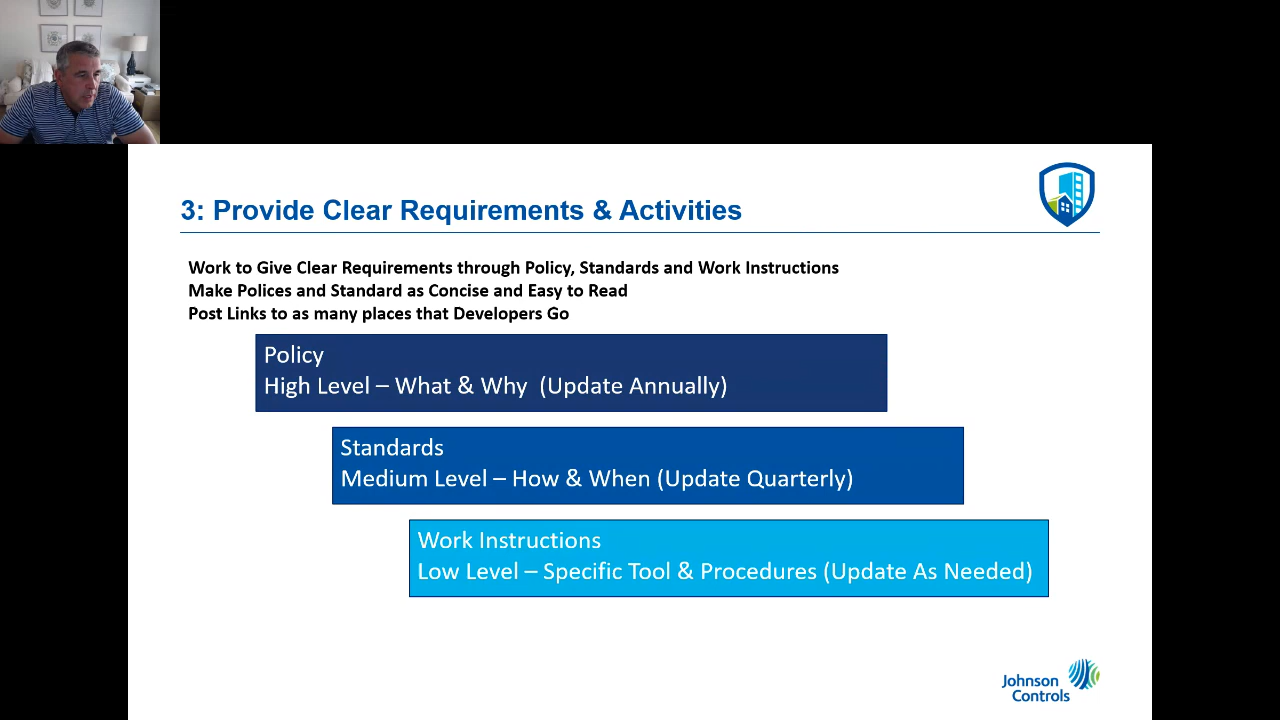 3: Provide Clear Requirements & Activities
Work to Give Clear Requirements through Policy, Standards and Work Instructions
Make Polices and Standard as Concise and Easy to Read
Post Links to as many places that Developers Go
Policy
High Level – What & Why  (Update Annually)
Standards
Medium Level – How & When (Update Quarterly)
Work Instructions
Low Level – Specific Tool & Procedures (Update As Needed)
Johnson
Controls